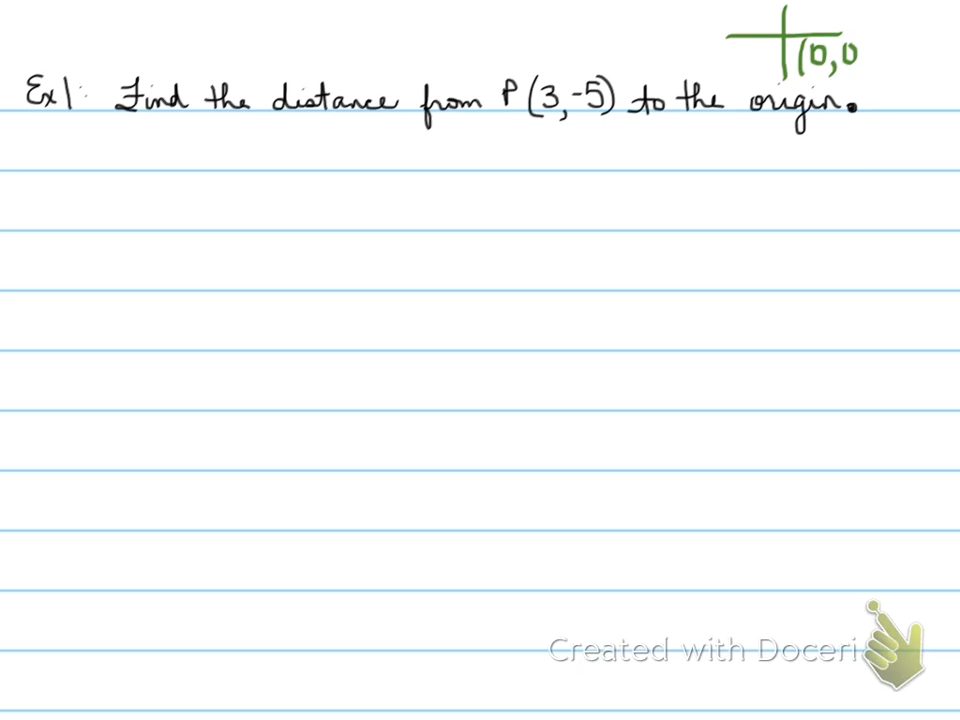 (0,0
Ex1: Find the distance from P(3,-5) to the origin.
Created with Doceri